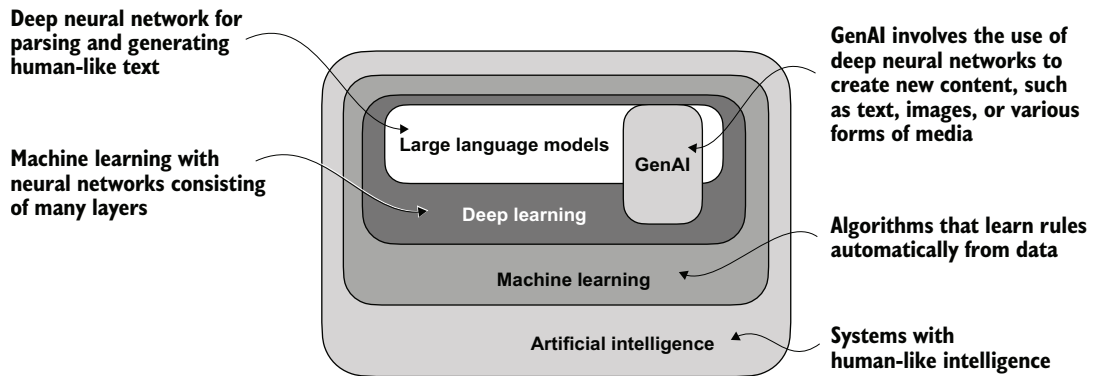 Deep neural network for
parsing and generating
human-like text
Machine learning with
neural networks consisting
of many layers
Large language models
GenAI
Deep learning
Machine learning
Artificial intelligence
GenAI involves the use of
deep neural networks to
create new content, such
as text, images, or various
forms of media
Algorithms that learn rules
automatically from data
Systems with
human-like intelligence